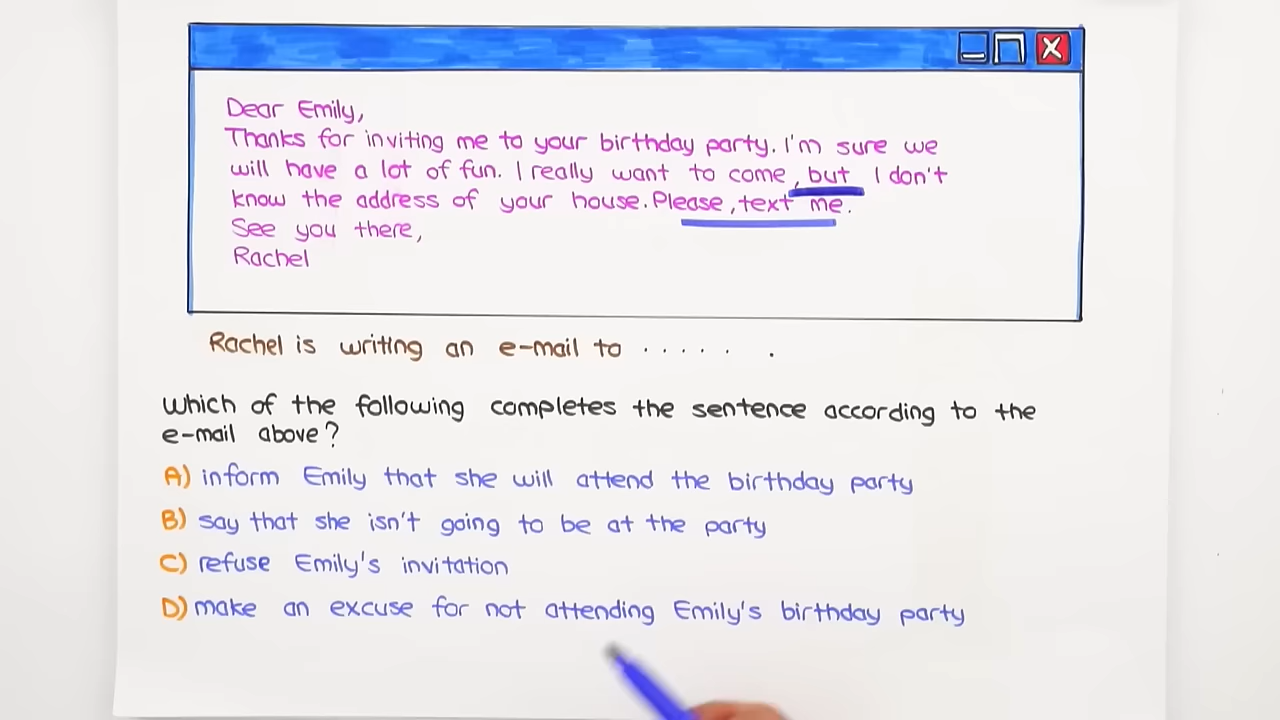 Dear Emily,
Thanks for inviting me to your birthday party. I'm sure we
will have a lot of fun. I really want to come, but I don't
know the address of your house. Please, text me.
See you there,
Rachel
Rachel is writing an e-mail to ..... .
Which of the following completes the sentence according to the
e-mail above?
A) inform Emily that she will attend the birthday party
B) say that she isn't going to be at the party
C) refuse Emily's invitation
D) make an excuse for not attending Emily's birthday party